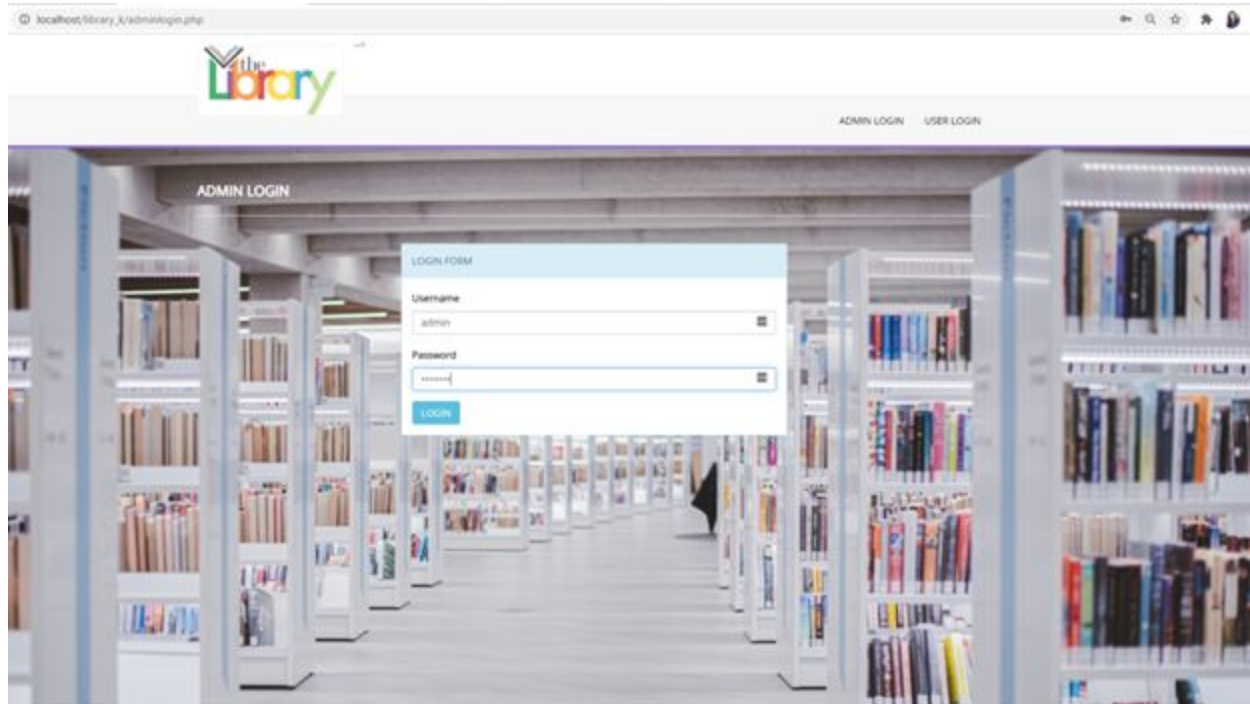 localhost/library_k/adminlogin.php
the
Library
ADMIN LOGIN USER LOGIN
ADMIN LOGIN
LOGIN FORM
Username
admin
Password
LOGIN